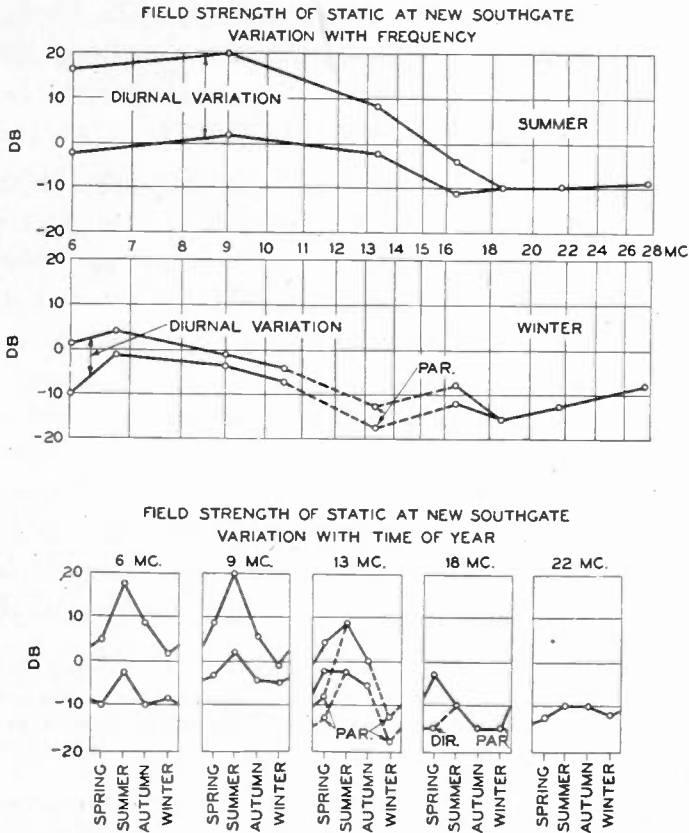 FIELD STRENGTH OF STATIC AT NEW SOUTHGATE
VARIATION WITH FREQUENCY
20
10
0
-10
-20
DB
DIURNAL VARIATION
SUMMER
6 7 8 9 10 11 12 13 14 15 16 18 20 22 24 26 28 MC
20
10
0
-10
-20
DB
DIURNAL VARIATION
PAR.
WINTER
FIELD STRENGTH OF STATIC AT NEW SOUTHGATE
VARIATION WITH TIME OF YEAR
6 MC. 9 MC. 13 MC. 18 MC. 22 MC.
20
10
0
-10
-20
DB
PAR. DIR. PAR
SPRING SUMMER AUTUMN WINTER SPRING SUMMER AUTUMN WINTER SPRING SUMMER AUTUMN WINTER SPRING SUMMER AUTUMN WINTER SPRING SUMMER AUTUMN WINTER